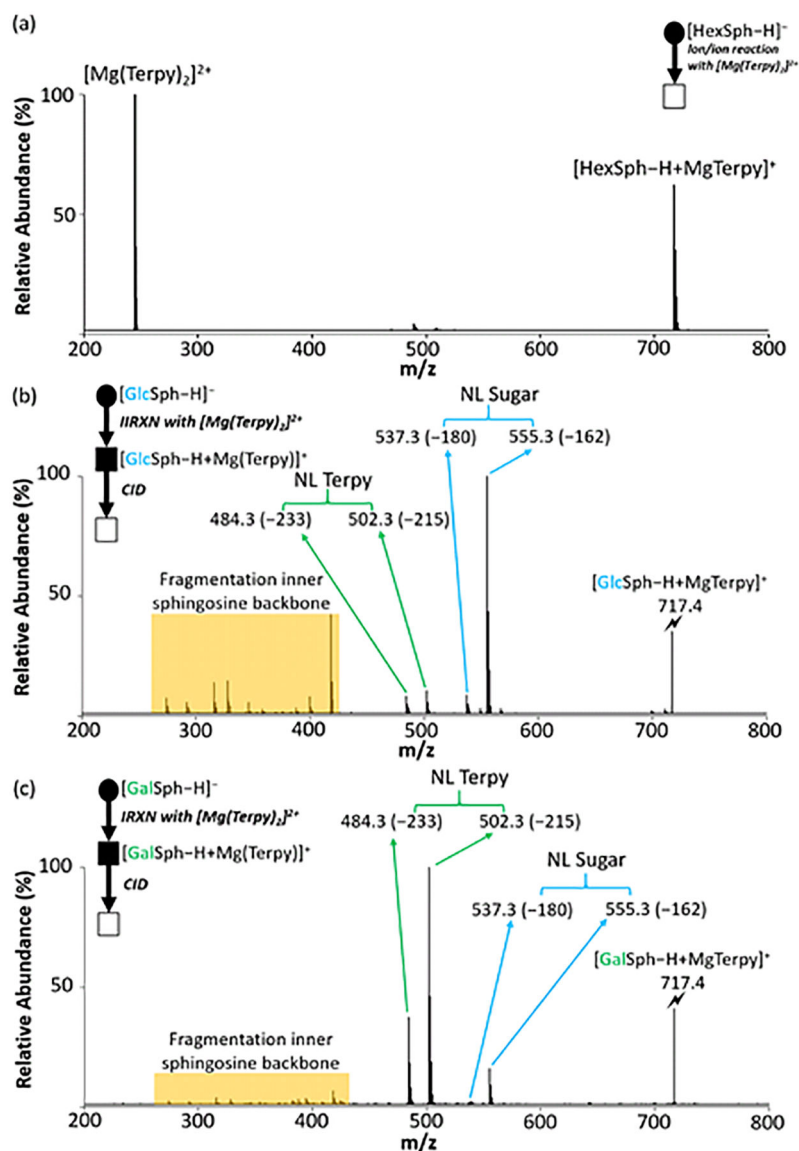 (a)
[HexSph−H]⁻
Ion/ion reaction
with [Mg(Terpy)₂]²⁺
[Mg(Terpy)₂]²⁺
[HexSph−H+MgTerpy]⁺
Relative Abundance (%)
100
50
200 300 400 500 600 700 800
m/z
(b)
[GlcSph−H]⁻
IIRXN with [Mg(Terpy)₂]²⁺
[GlcSph−H+Mg(Terpy)]⁺
CID
NL Sugar
537.3 (−180) 555.3 (−162)
NL Terpy
484.3 (−233) 502.3 (−215)
Fragmentation inner
sphingosine backbone
[GlcSph−H+MgTerpy]⁺
717.4
Relative Abundance (%)
100
50
200 300 400 500 600 700 800
m/z
(c)
[GalSph−H]⁻
IRXN with [Mg(Terpy)₂]²⁺
[GalSph−H+Mg(Terpy)]⁺
CID
NL Terpy
484.3 (−233) 502.3 (−215)
NL Sugar
537.3 (−180) 555.3 (−162)
[GalSph−H+MgTerpy]⁺
717.4
Fragmentation inner
sphingosine backbone
Relative Abundance (%)
100
50
200 300 400 500 600 700 800
m/z